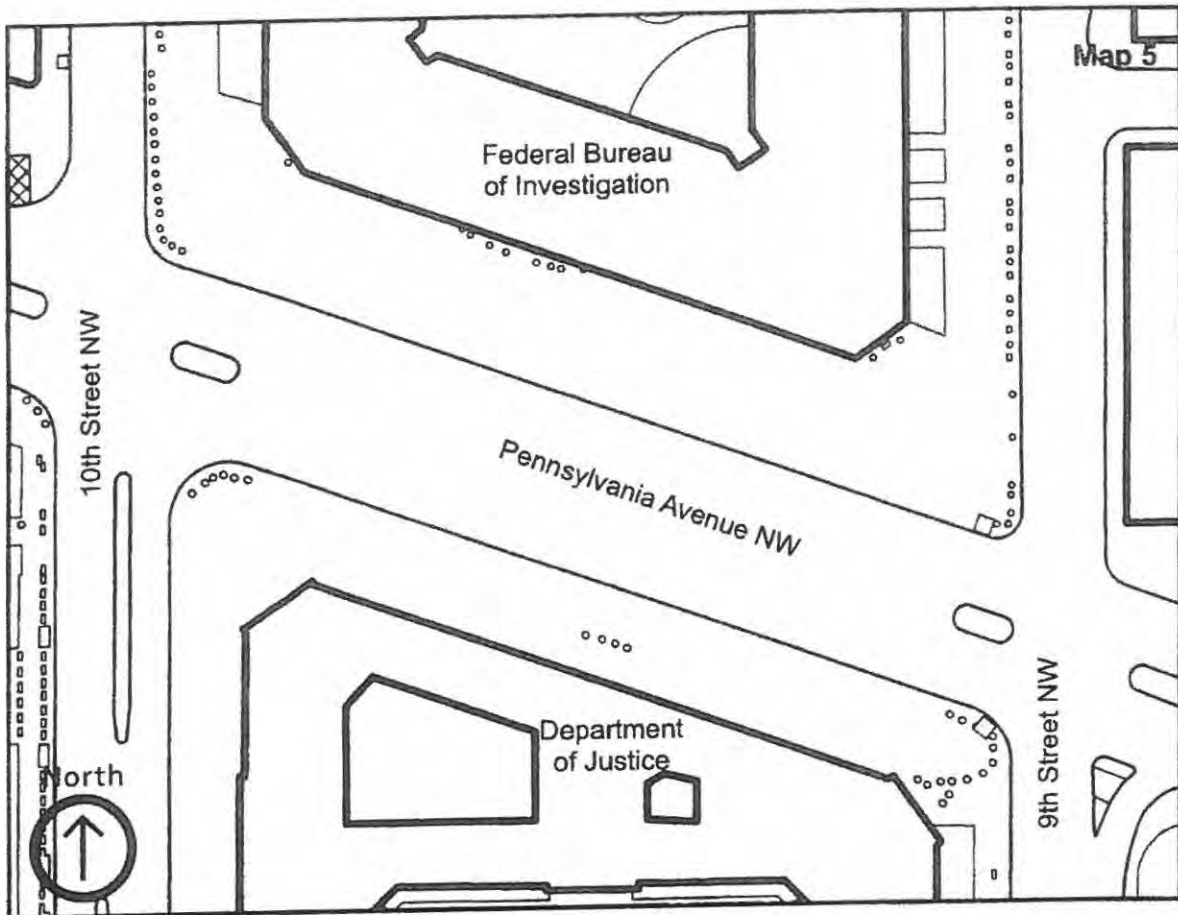 Map 5
Federal Bureau
of Investigation
10th Street NW
Pennsylvania Avenue NW
Department
of Justice
9th Street NW
North